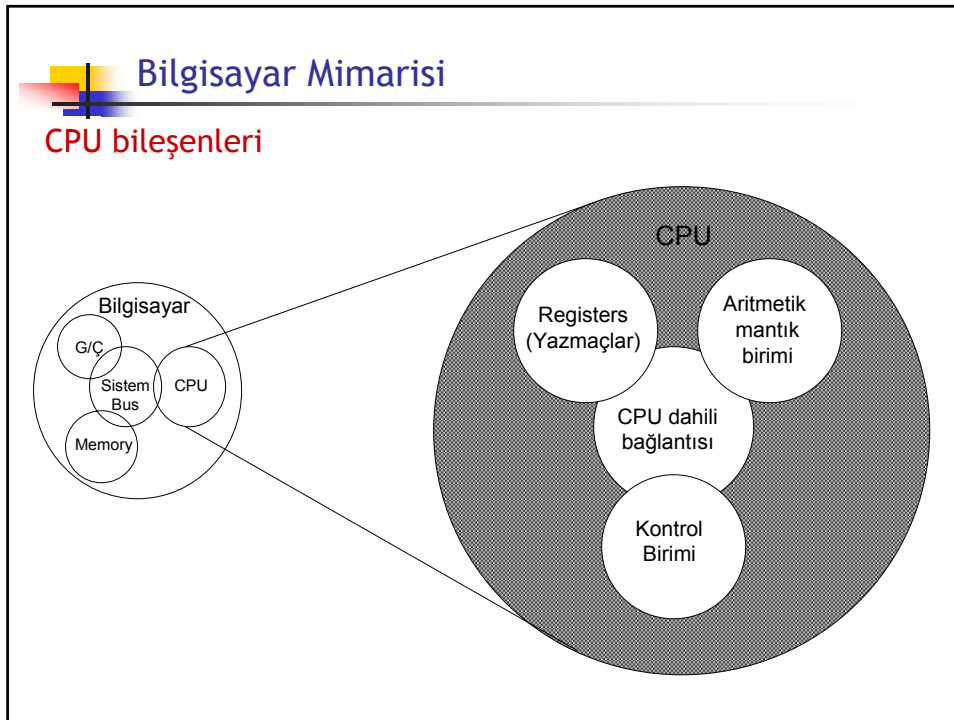 Bilgisayar Mimarisi
CPU bileşenleri
Bilgisayar
G/Ç
Sistem
Bus
CPU
Memory
CPU
Registers
(Yazmaçlar)
Aritmetik
mantık
birimi
CPU dahili
bağlantısı
Kontrol
Birimi